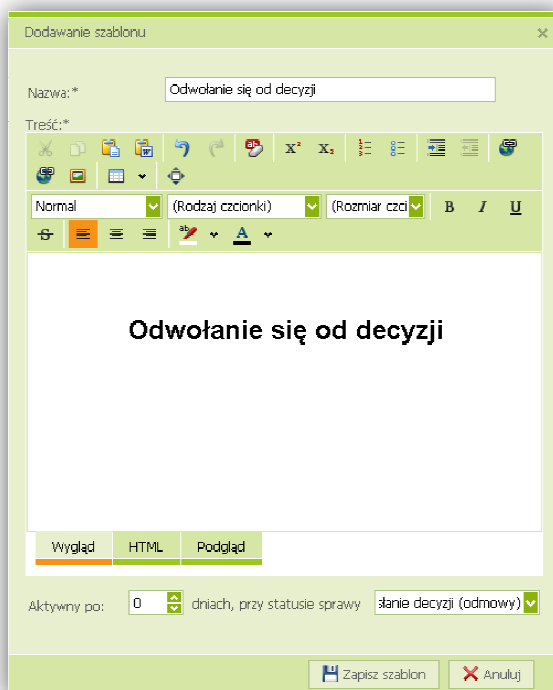 Dodawanie szablonu
Nazwa:* Odwołanie się od decyzji
Treść:*
Normal (Rodzaj czcionki) (Rozmiar czci B I U
Odwołanie się od decyzji
Wygląd HTML Podgląd
Aktywny po: 0 dniach, przy statusie sprawy słanie decyzji (odmowy)
Zapisz szablon Anuluj